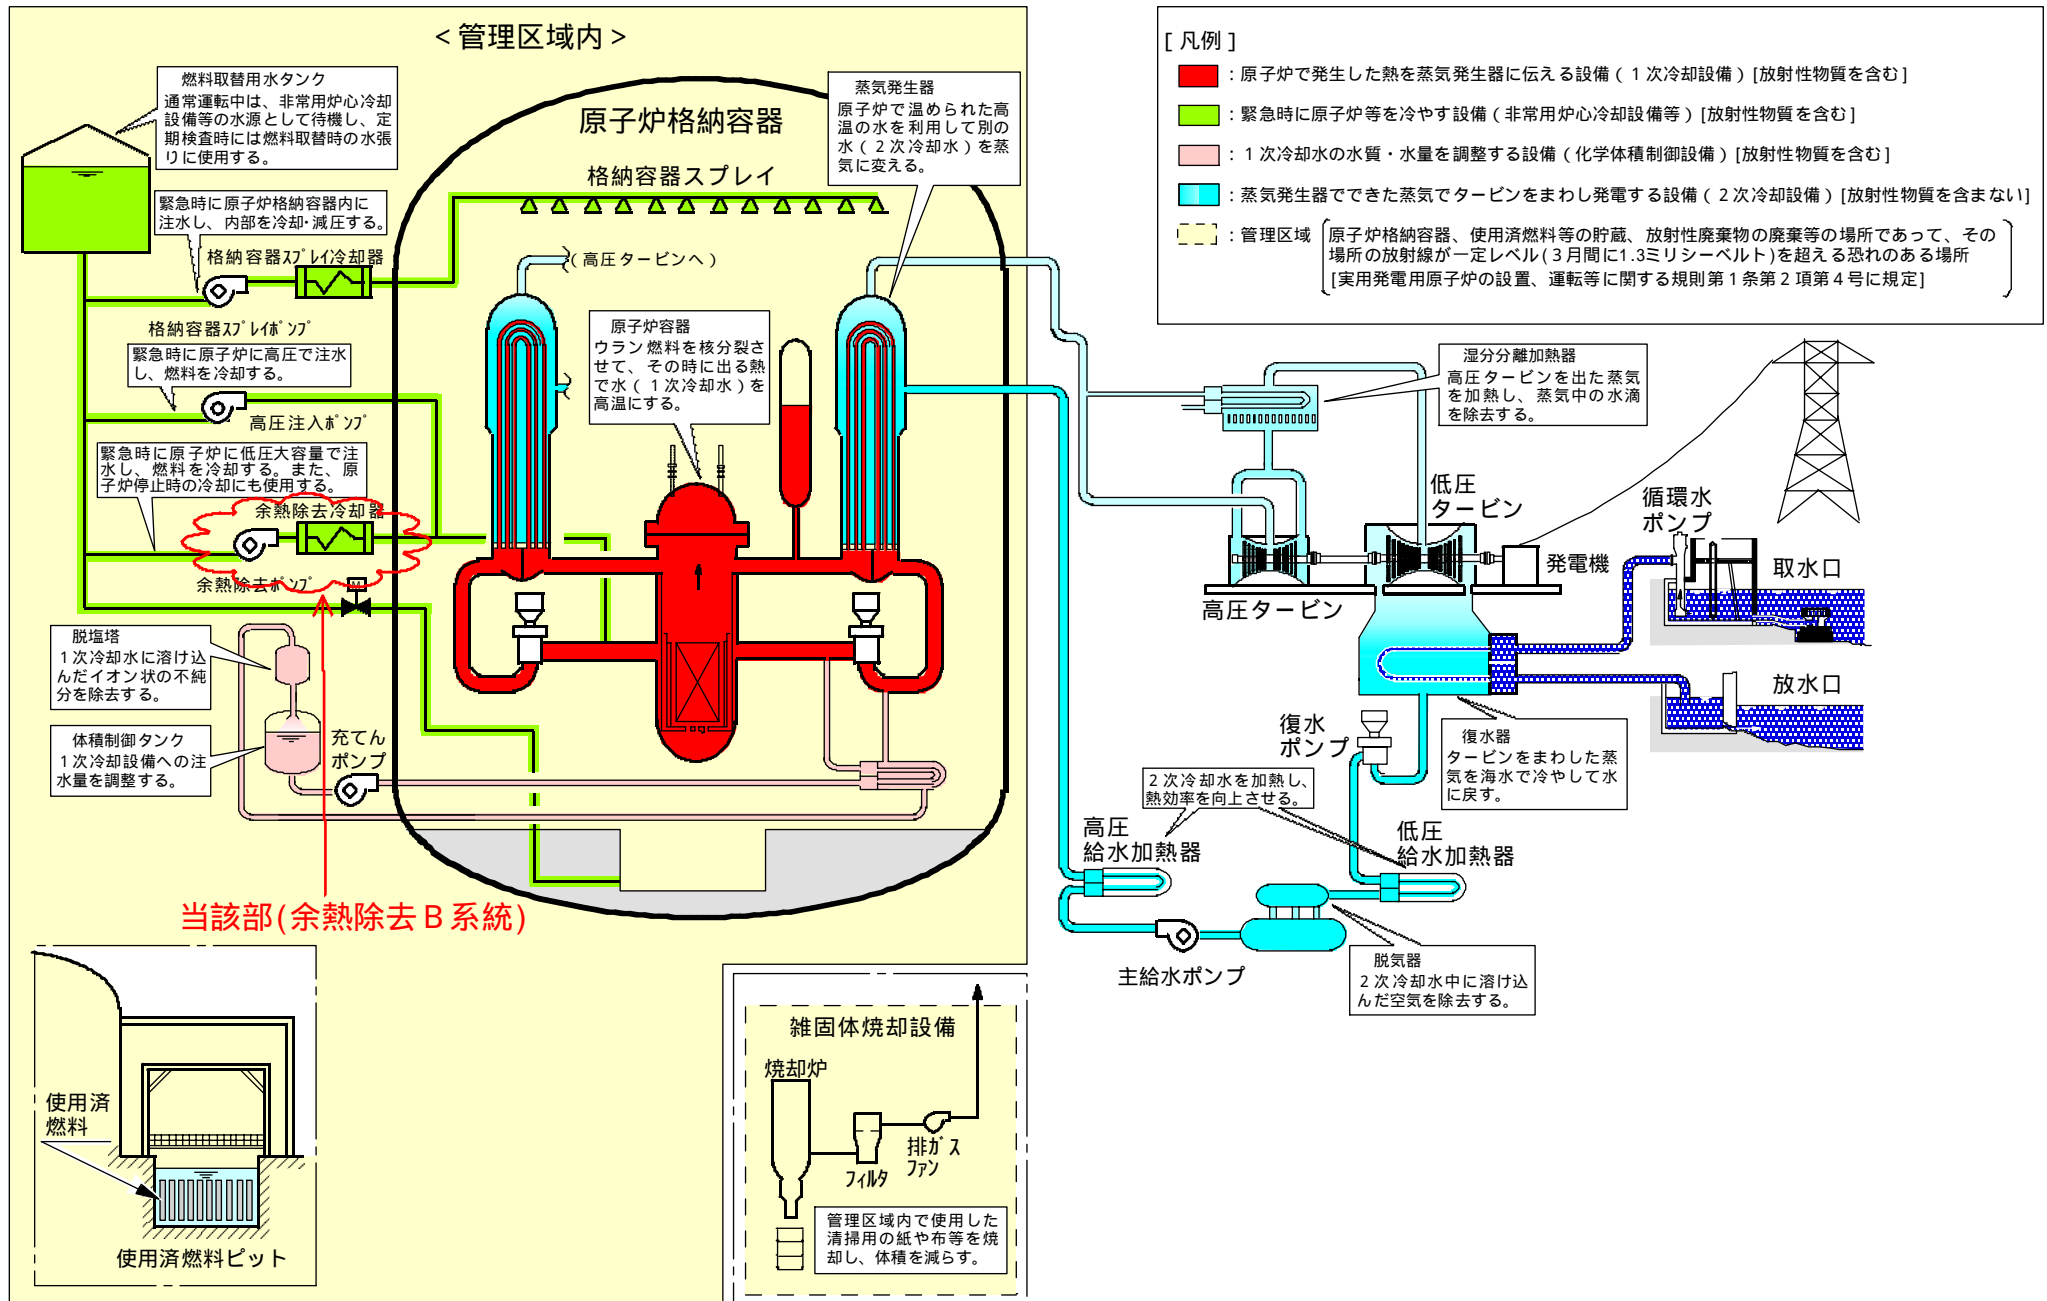 ＜管理区域内＞
燃料取替用水タンク
通常運転中は、非常用炉心冷却
設備等の水源として待機し、定
期検査時には燃料取替時の水張
りに使用する。
緊急時に原子炉格納容器内に
注水し、内部を冷却・減圧する。
格納容器ｽﾌﾟﾚｲ冷却器
格納容器ｽﾌﾟﾚｲﾎﾟﾝﾌﾟ
緊急時に原子炉に高圧で注水
し、燃料を冷却する。
高圧注入ﾎﾟﾝﾌﾟ
緊急時に原子炉に低圧大容量で注
水し、燃料を冷却する。また、原
子炉停止時の冷却にも使用する。
余熱除去冷却器
余熱除去ﾎﾟﾝﾌﾟ
M
脱塩塔
１次冷却水に溶け込
んだイオン状の不純
分を除去する。
体積制御タンク
１次冷却設備への注
水量を調整する。
充てん
ポンプ
当該部(余熱除去Ｂ系統)
原子炉格納容器
格納容器スプレイ
（高圧タービンへ）
蒸気発生器
原子炉で温められた高
温の水を利用して別の
水（２次冷却水）を蒸
気に変える。
原子炉容器
ウラン燃料を核分裂さ
せて、その時に出る熱
で水（１次冷却水）を
高温にする。
[凡例]
：原子炉で発生した熱を蒸気発生器に伝える設備（１次冷却設備）[放射性物質を含む]
：緊急時に原子炉等を冷やす設備（非常用炉心冷却設備等）[放射性物質を含む]
：１次冷却水の水質・水量を調整する設備（化学体積制御設備）[放射性物質を含む]
：蒸気発生器でできた蒸気でタービンをまわし発電する設備（２次冷却設備）[放射性物質を含まない]
：管理区域
原子炉格納容器、使用済燃料等の貯蔵、放射性廃棄物の廃棄等の場所であって、その
場所の放射線が一定レベル(３月間に1.3ミリシーベルト)を超える恐れのある場所
[実用発電用原子炉の設置、運転等に関する規則第１条第２項第４号に規定]
湿分分離加熱器
高圧タービンを出た蒸気
を加熱し、蒸気中の水滴
を除去する。
低圧
タービン
高圧タービン
発電機
循環水
ポンプ
取水口
放水口
復水
ポンプ
復水器
タービンをまわした蒸
気を海水で冷やして水
に戻す。
２次冷却水を加熱し、
熱効率を向上させる。
高圧
給水加熱器
低圧
給水加熱器
主給水ポンプ
脱気器
２次冷却水中に溶け込
んだ空気を除去する。
使用済
燃料
使用済燃料ピット
雑固体焼却設備
焼却炉
フィルタ
排ガス
ファン
管理区域内で使用した
清掃用の紙や布等を焼
却し、体積を減らす。